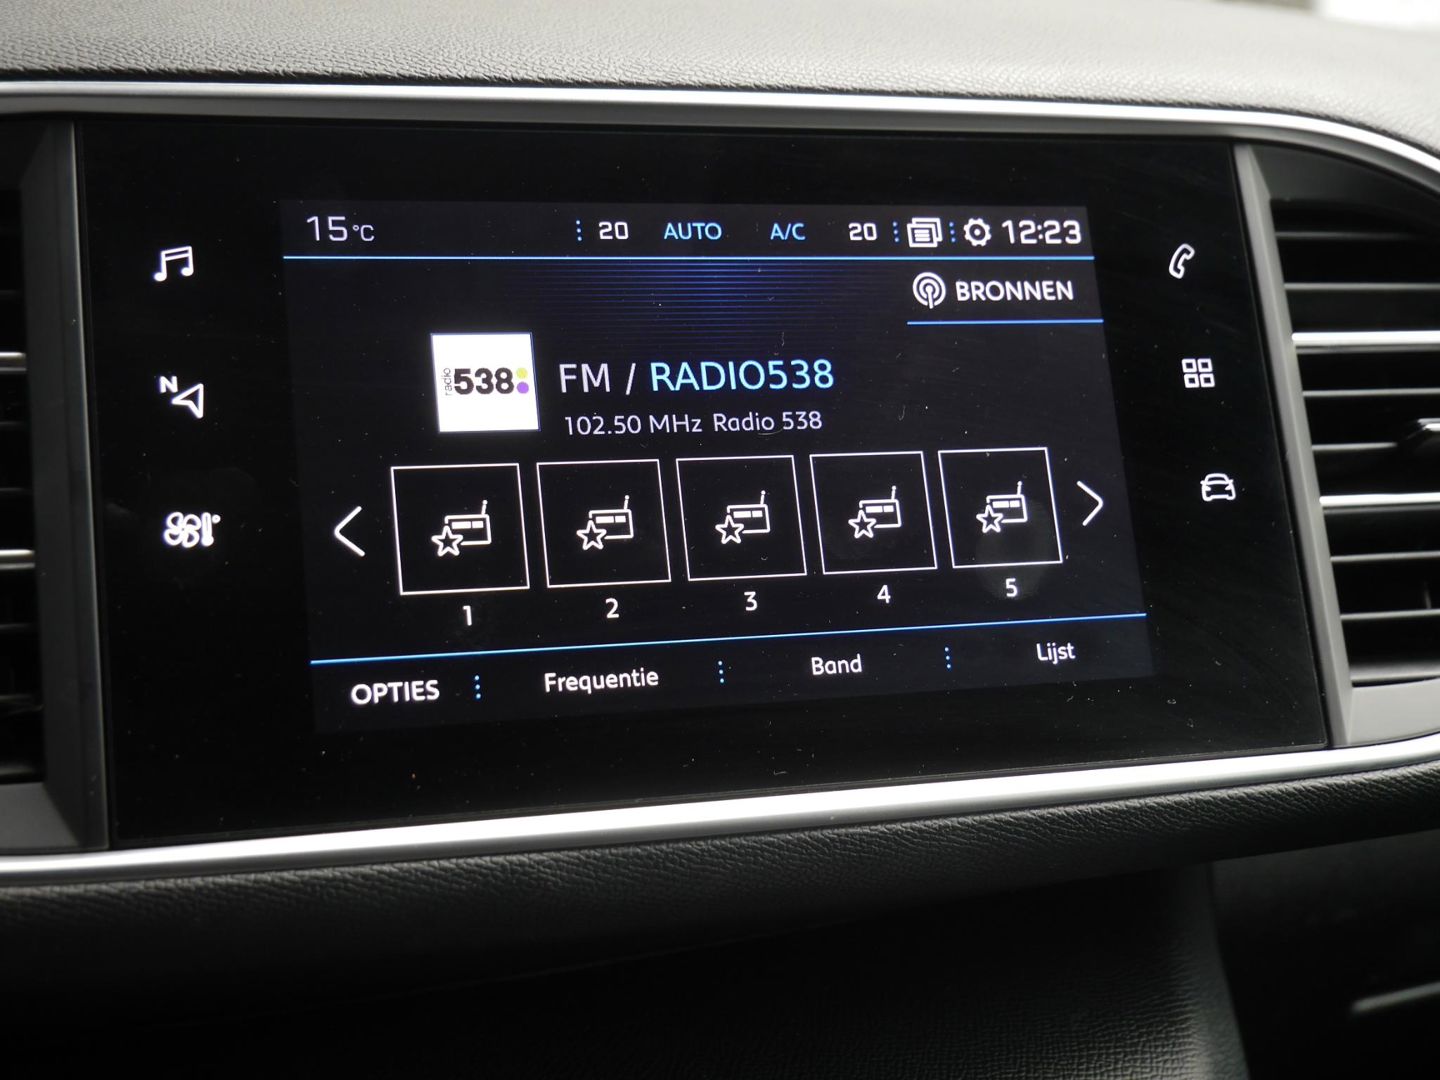 15°C 20 AUTO A/C 20 12:23
BRONNEN
N
radio 538
FM / RADIO538
102.50 MHz Radio 538
1 2 3 4 5
OPTIES Frequentie Band Lijst